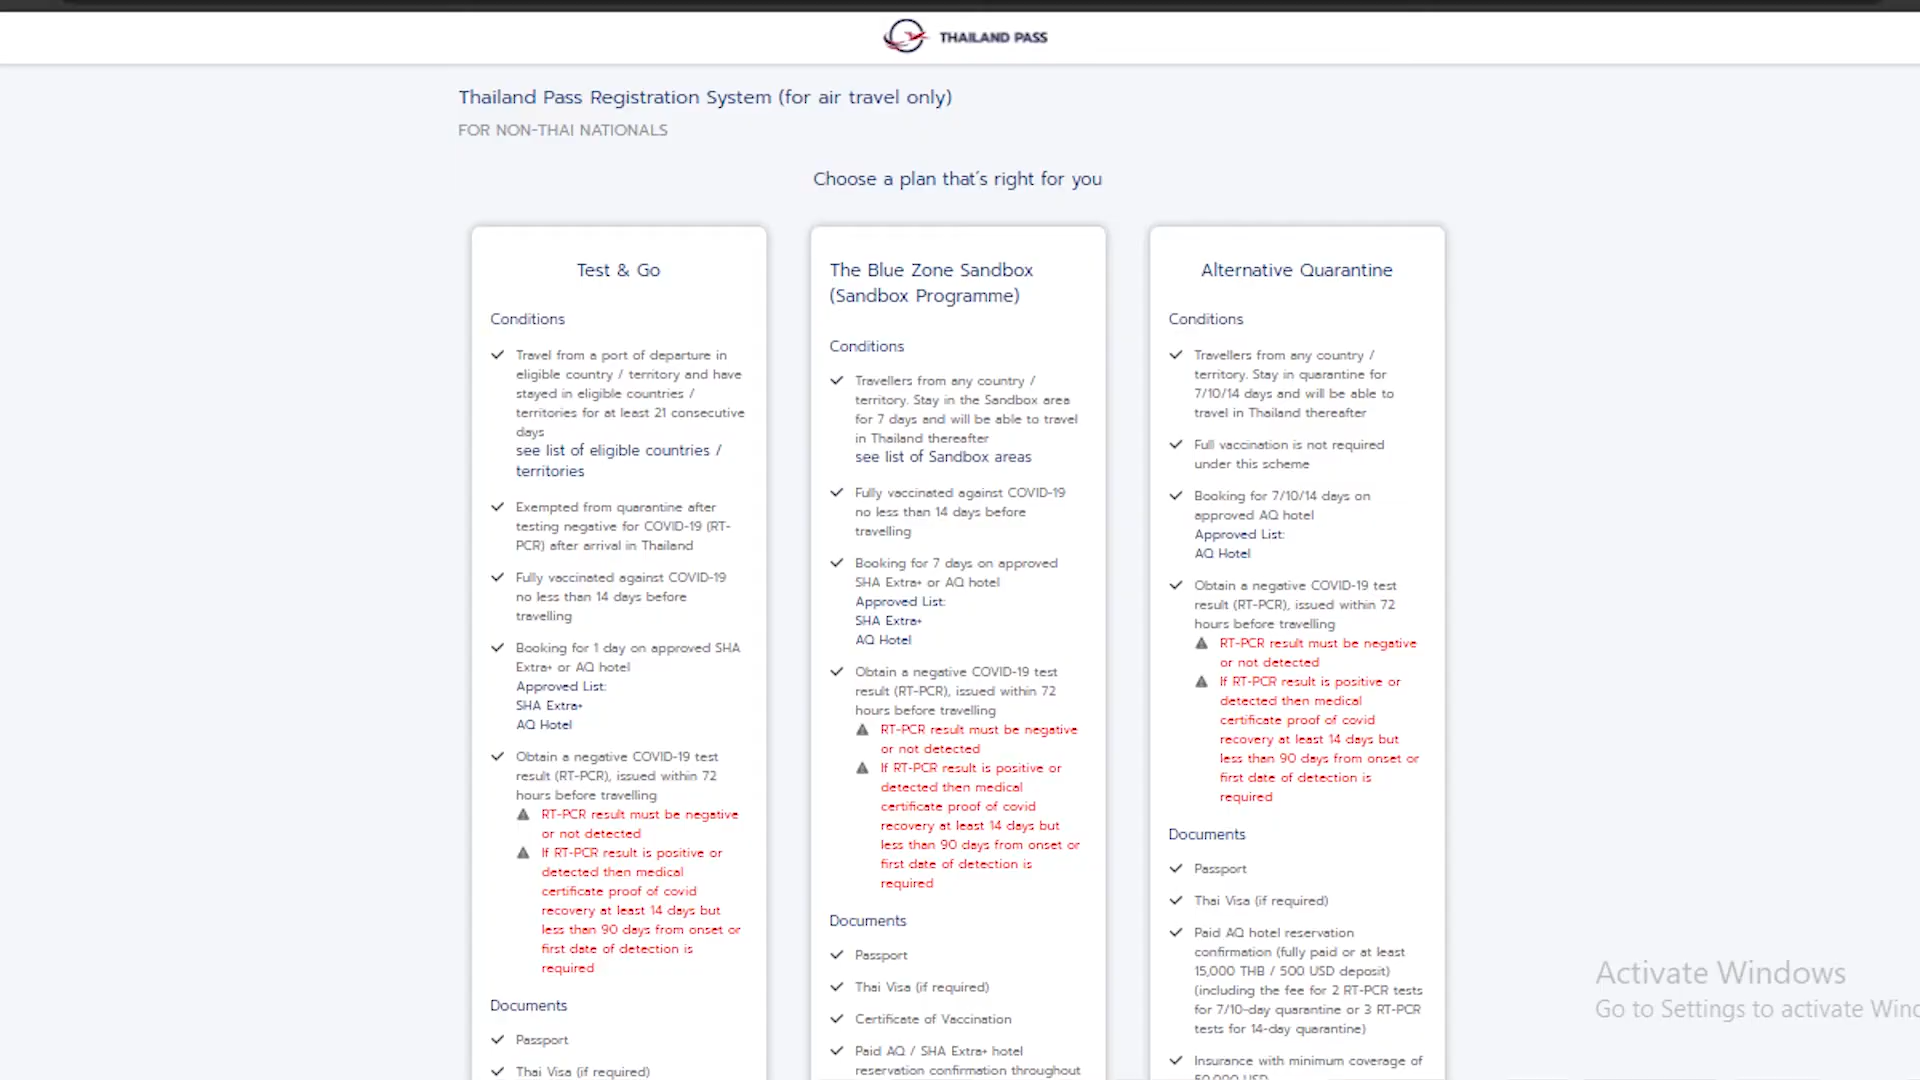 THAILAND PASS
Thailand Pass Registration System (for air travel only)
FOR NON-THAI NATIONALS
Choose a plan that's right for you
Test & Go
Conditions
Travel from a port of departure in
eligible country / territory and have
stayed in eligible countries /
territories for at least 21 consecutive
days
see list of eligible countries /
territories
Exempted from quarantine after
testing negative for COVID-19 (RT-
PCR) after arrival in Thailand
Fully vaccinated against COVID-19
no less than 14 days before
travelling
Booking for 1 day on approved SHA
Extra+ or AQ hotel
Approved List:
SHA Extra+
AQ Hotel
Obtain a negative COVID-19 test
result (RT-PCR), issued within 72
hours before travelling
RT-PCR result must be negative
or not detected
If RT-PCR result is positive or
detected then medical
certificate proof of covid
recovery at least 14 days but
less than 90 days from onset or
first date of detection is
required
Documents
Passport
Thai Visa (if required)
The Blue Zone Sandbox
(Sandbox Programme)
Conditions
Travellers from any country /
territory. Stay in the Sandbox area
for 7 days and will be able to travel
in Thailand thereafter
see list of Sandbox areas
Fully vaccinated against COVID-19
no less than 14 days before
travelling
Booking for 7 days on approved
SHA Extra+ or AQ hotel
Approved List:
SHA Extra+
AQ Hotel
Obtain a negative COVID-19 test
result (RT-PCR), issued within 72
hours before travelling
RT-PCR result must be negative
or not detected
If RT-PCR result is positive or
detected then medical
certificate proof of covid
recovery at least 14 days but
less than 90 days from onset or
first date of detection is
required
Documents
Passport
Thai Visa (if required)
Certificate of Vaccination
Paid AQ / SHA Extra+ hotel
reservation confirmation throughout
Alternative Quarantine
Conditions
Travellers from any country /
territory. Stay in quarantine for
7/10/14 days and will be able to
travel in Thailand thereafter
Full vaccination is not required
under this scheme
Booking for 7/10/14 days on
approved AQ hotel
Approved List:
AQ Hotel
Obtain a negative COVID-19 test
result (RT-PCR), issued within 72
hours before travelling
RT-PCR result must be negative
or not detected
If RT-PCR result is positive or
detected then medical
certificate proof of covid
recovery at least 14 days but
less than 90 days from onset or
first date of detection is
required
Documents
Passport
Thai Visa (if required)
Paid AQ hotel reservation
confirmation (fully paid or at least
15,000 THB / 500 USD deposit)
(including the fee for 2 RT-PCR tests
for 7/10-day quarantine or 3 RT-PCR
tests for 14-day quarantine)
Insurance with minimum coverage of
50,000 USD
Activate Windows
Go to Settings to activate Winc